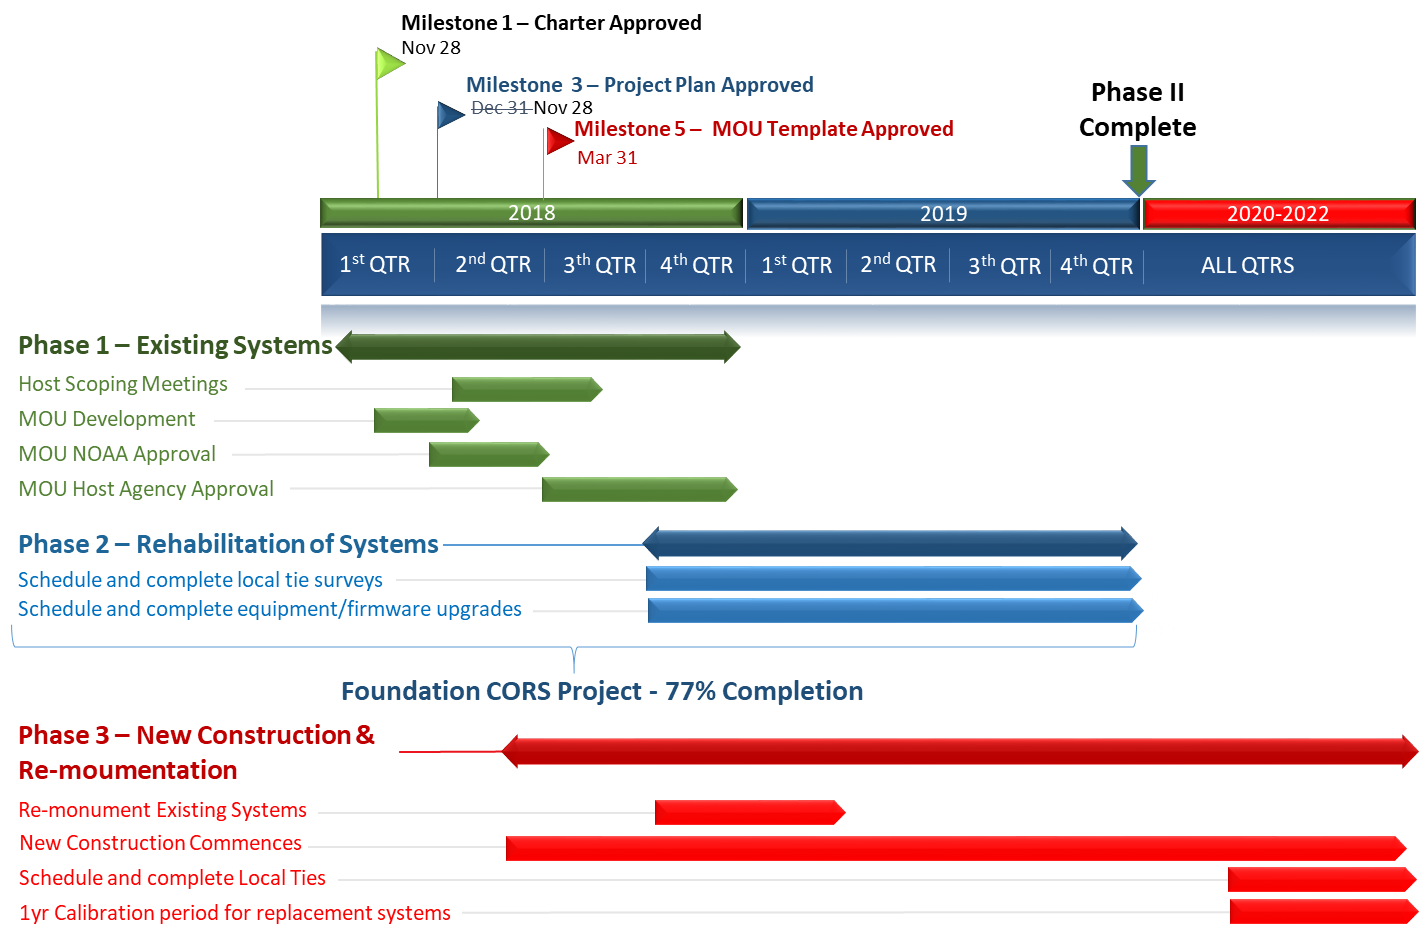 Milestone 1 – Charter Approved
Nov 28
Milestone 3 – Project Plan Approved
Dec 31 Nov 28
Milestone 5 – MOU Template Approved
Mar 31
Phase II
Complete
2018
2019
2020-2022
1st QTR
2nd QTR
3th QTR
4th QTR
1st QTR
2nd QTR
3th QTR
4th QTR
ALL QTRS
Phase 1 – Existing Systems
Host Scoping Meetings
MOU Development
MOU NOAA Approval
MOU Host Agency Approval
Phase 2 – Rehabilitation of Systems
Schedule and complete local tie surveys
Schedule and complete equipment/firmware upgrades
Foundation CORS Project - 77% Completion
Phase 3 – New Construction &
Re-moumentation
Re-monument Existing Systems
New Construction Commences
Schedule and complete Local Ties
1yr Calibration period for replacement systems